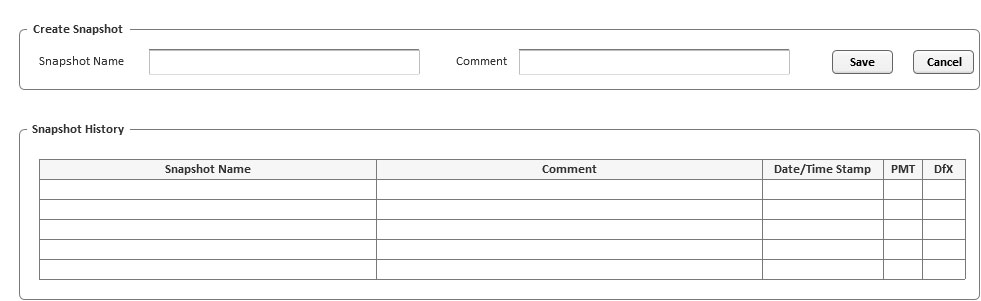 Create Snapshot
Snapshot Name Comment Save Cancel
Snapshot History
Snapshot Name Comment Date/Time Stamp PMT DfX